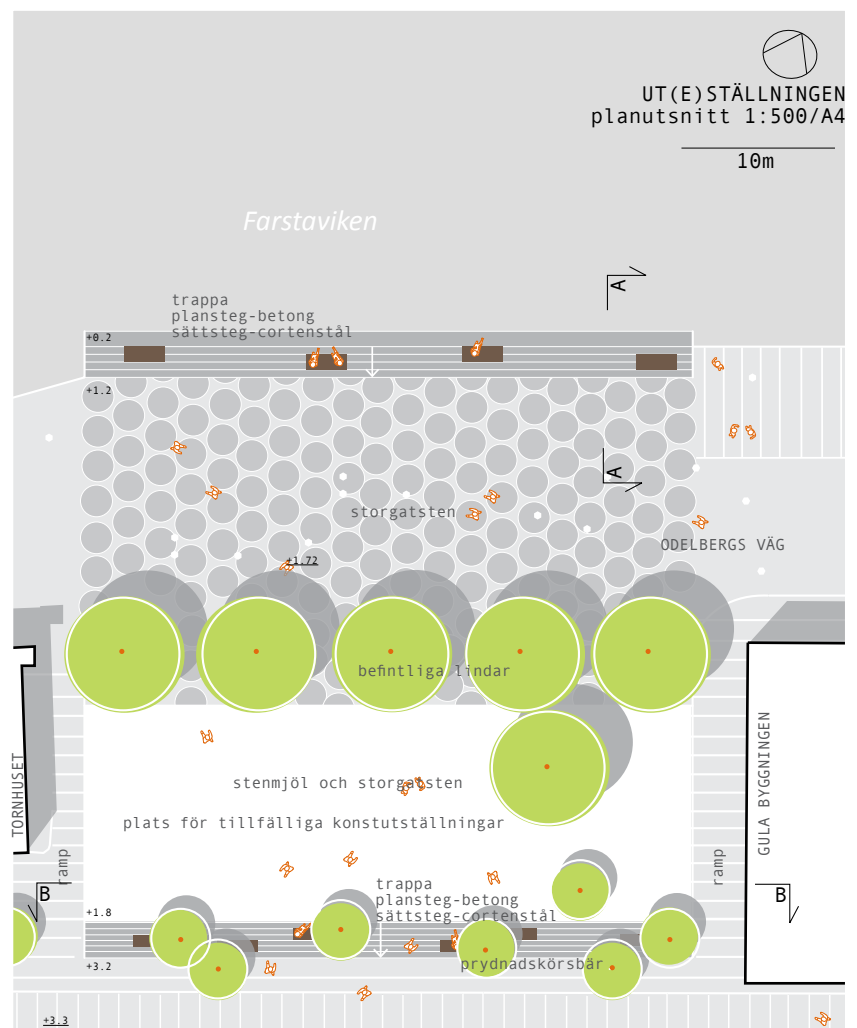 UT(E)STÄLLNINGEN
planutsnitt 1:500/A4
10m
Farstaviken
A
trappa
plansteg-betong
sättsteg-cortenstål
+0.2
+1.2
A
storgatsten
ODELBERGS VÄG
+1.72
befintliga lindar
TORNHUSET
GULA BYGGNINGEN
stenmjöl och storgatsten
plats för tillfälliga konstutställningar
ramp
ramp
trappa
plansteg-betong
sättsteg-cortenstål
B
B
+1.8
+3.2
prydnadskörsbär
+3.3